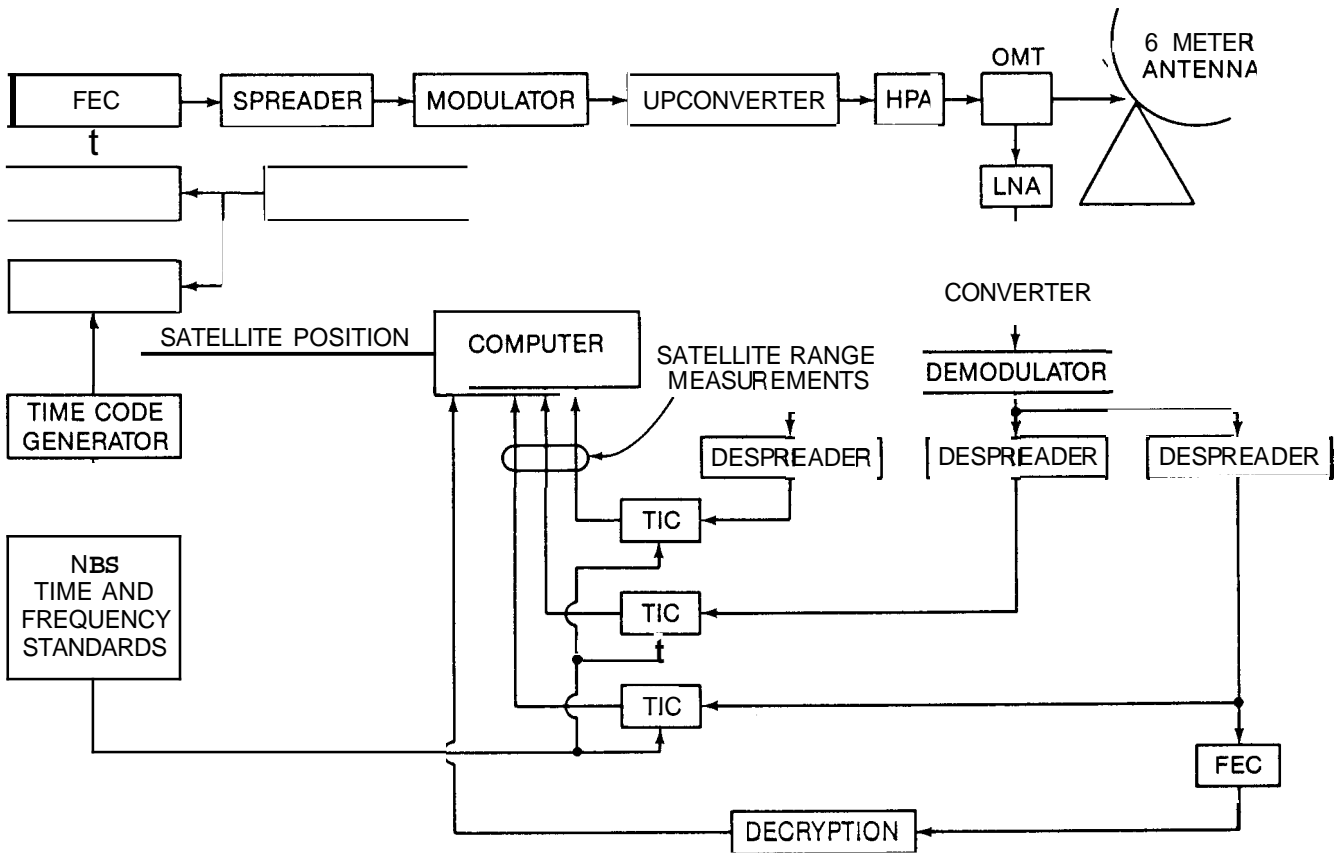 6 METER
ANTENNA
OMT
FEC
SPREADER
MODULATOR
UPCONVERTER
HPA
t
LNA
CONVERTER
SATELLITE POSITION
COMPUTER
SATELLITE RANGE
MEASUREMENTS
DEMODULATOR
TIME CODE
GENERATOR
[DESPREADER]
[DESPREADER]
[DESPREADER]
TIC
NBS
TIME AND
FREQUENCY
STANDARDS
TIC
t
TIC
FEC
DECRYPTION